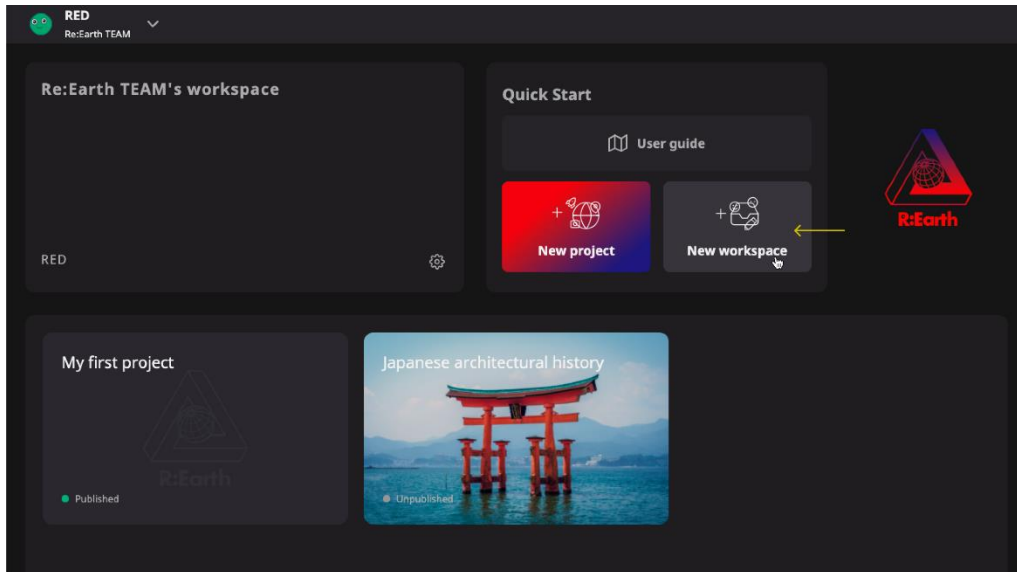 RED
Re:Earth TEAM
Re:Earth TEAM's workspace
RED
Quick Start
User guide
+ New project
+ New workspace
R:Earth
My first project
R:Earth
Published
Japanese architectural history
Unpublished